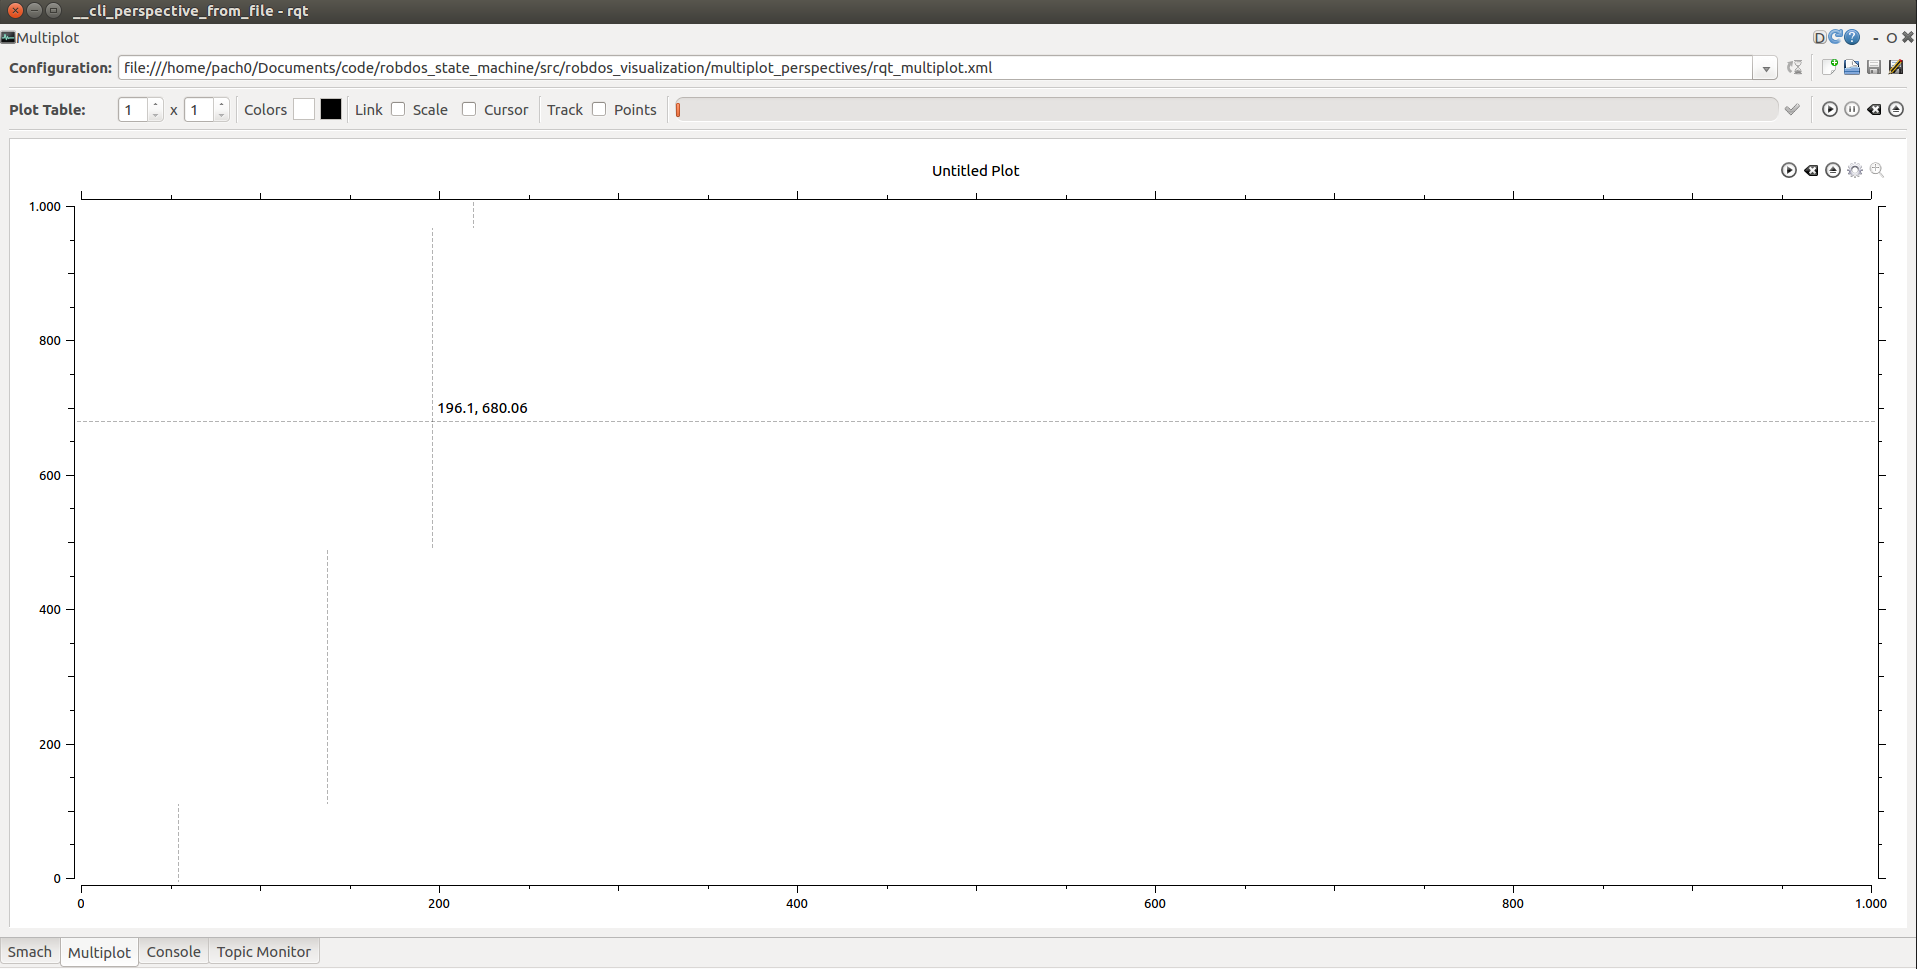 __cli_perspective_from_file - rqt
Multiplot
D ? - O
Configuration: file:///home/pach0/Documents/code/robdos_state_machine/src/robdos_visualization/multiplot_perspectives/rqt_multiplot.xml
Plot Table: 1 x 1 Colors Link Scale Cursor Track Points
Untitled Plot
1.000
800
196.1, 680.06
600
400
200
0
0 200 400 600 800 1.000
Smach Multiplot Console Topic Monitor